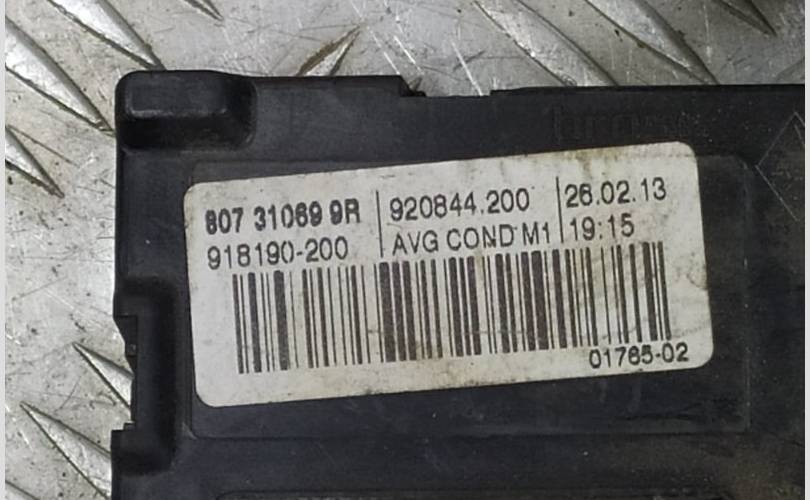 807 31069 9R 920844.200 26.02.13
918190-200 AVG COND M1 19:15
01765-02